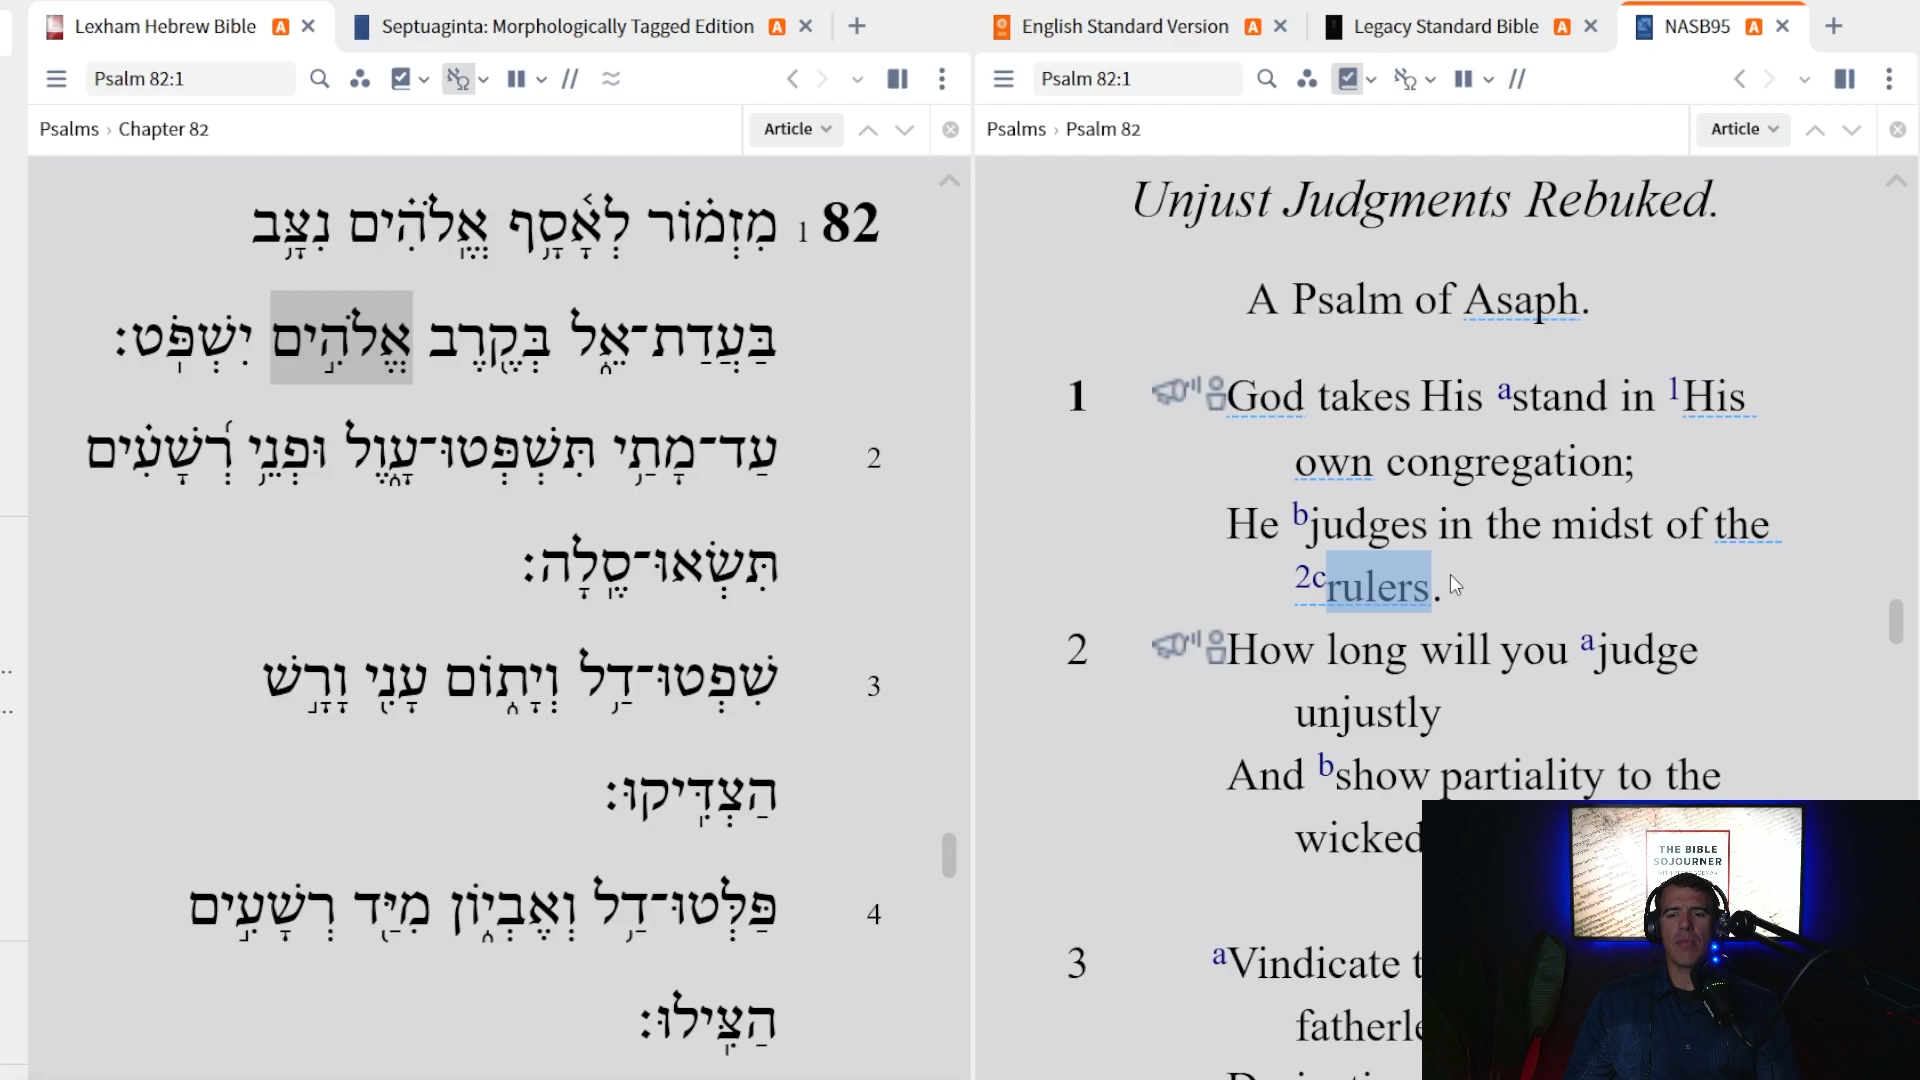 Lexham Hebrew Bible A
Septuaginta: Morphologically Tagged Edition A
Psalm 82:1
Psalms › Chapter 82
Article
82 1 מִזְמ֗וֹר לְאָ֫סָ֥ף אֱֽלֹהִ֗ים נִצָּ֥ב
בַּעֲדַת־אֵ֑ל בְּקֶ֖רֶב אֱלֹהִ֣ים יִשְׁפֹּֽט׃
2 עַד־מָתַ֥י תִּשְׁפְּטוּ־עָ֑וֶל וּפְנֵ֥י רְ֝שָׁעִ֗ים
תִּשְׂאוּ־סֶֽלָה׃
3 שִׁפְטוּ־דַ֥ל וְיָת֑וֹם עָנִ֖י וָרָ֣שׁ
הַצְדִּֽיקוּ׃
4 פַּלְּטוּ־דַ֥ל וְאֶבְי֑וֹן מִיַּ֖ד רְשָׁעִ֣ים
הַצִּֽילוּ׃
English Standard Version A
Legacy Standard Bible A
NASB95 A
Psalm 82:1
Psalms › Psalm 82
Article
Unjust Judgments Rebuked.
A Psalm of Asaph.
1 God takes His astand in 1His
own congregation;
He bjudges in the midst of the
2crulers.
2 How long will you ajudge
unjustly
And bshow partiality to the
wicked
3 aVindicate t
fatherle
THE BIBLE
SOJOURNER